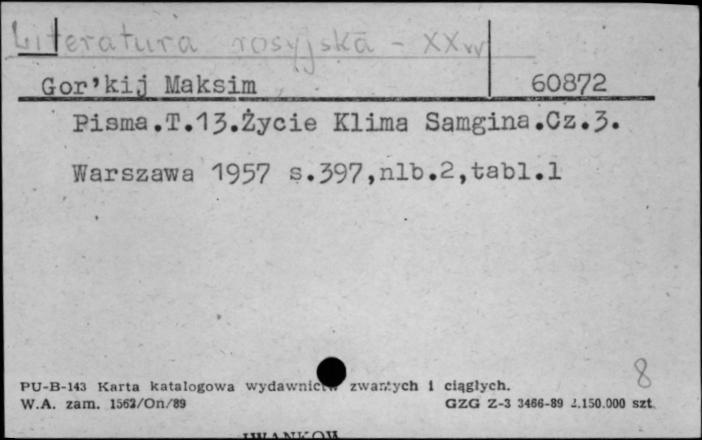 Literatura rosyjska - XXw
Gor'kij Maksim 60872
Pisma.T.13.Życie Klima Samgina.Cz.3.
Warszawa 1957 s.397,nlb.2,tabl.1
8
PU-B-143 Karta katalogowa wydawnictw zwartych i ciągłych.
W.A. zam. 1562/On/89 GZG Z-3 3466-89 2.150.000 szt.
IWANKOW